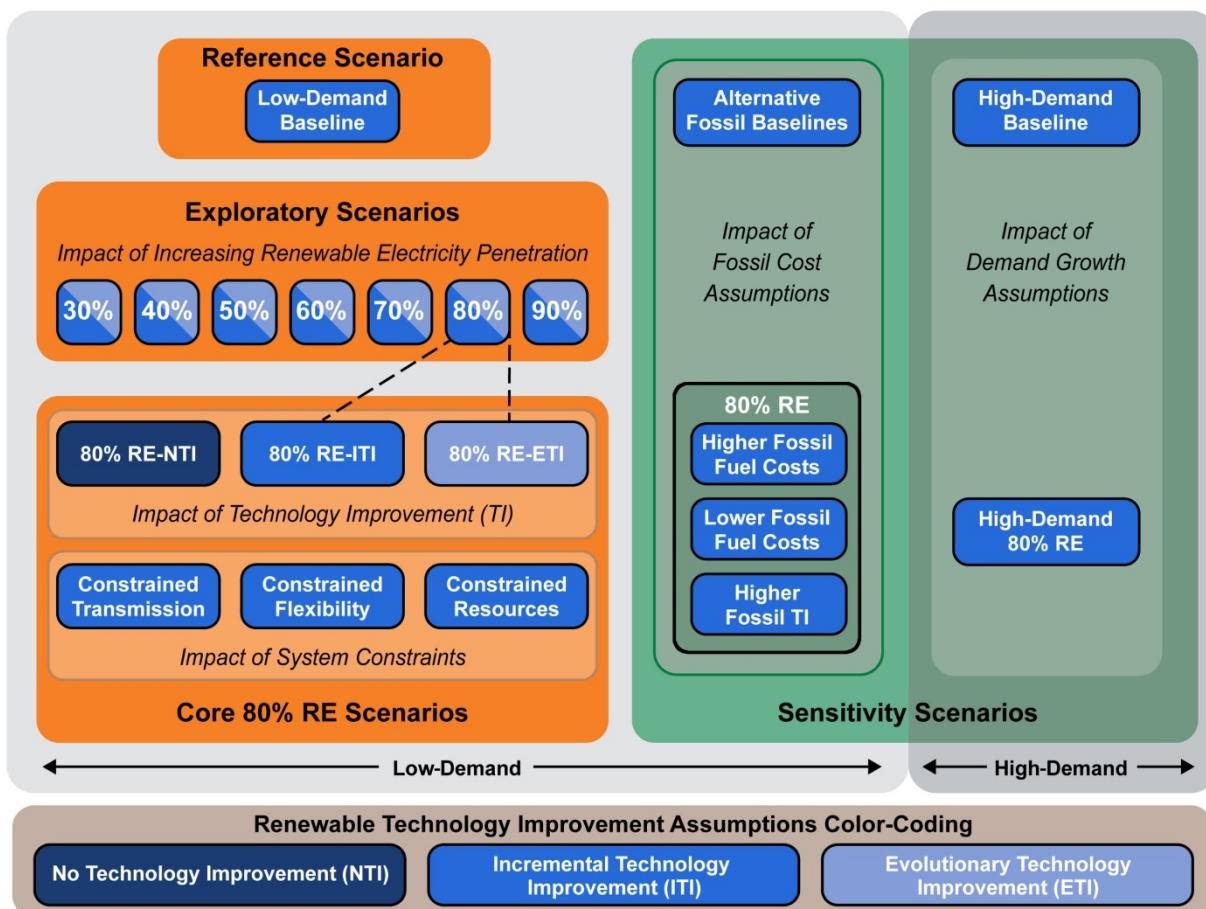 Reference Scenario
Low-Demand
Baseline
Exploratory Scenarios
Impact of Increasing Renewable Electricity Penetration
30% 40% 50% 60% 70% 80% 90%
80% RE-NTI 80% RE-ITI 80% RE-ETI
Impact of Technology Improvement (TI)
Constrained
Transmission
Constrained
Flexibility
Constrained
Resources
Impact of System Constraints
Core 80% RE Scenarios
Alternative
Fossil Baselines
Impact of
Fossil Cost
Assumptions
80% RE
Higher Fossil
Fuel Costs
Lower Fossil
Fuel Costs
Higher
Fossil TI
High-Demand
Baseline
Impact of
Demand Growth
Assumptions
High-Demand
80% RE
Sensitivity Scenarios
Low-Demand
High-Demand
Renewable Technology Improvement Assumptions Color-Coding
No Technology Improvement (NTI)
Incremental Technology
Improvement (ITI)
Evolutionary Technology
Improvement (ETI)